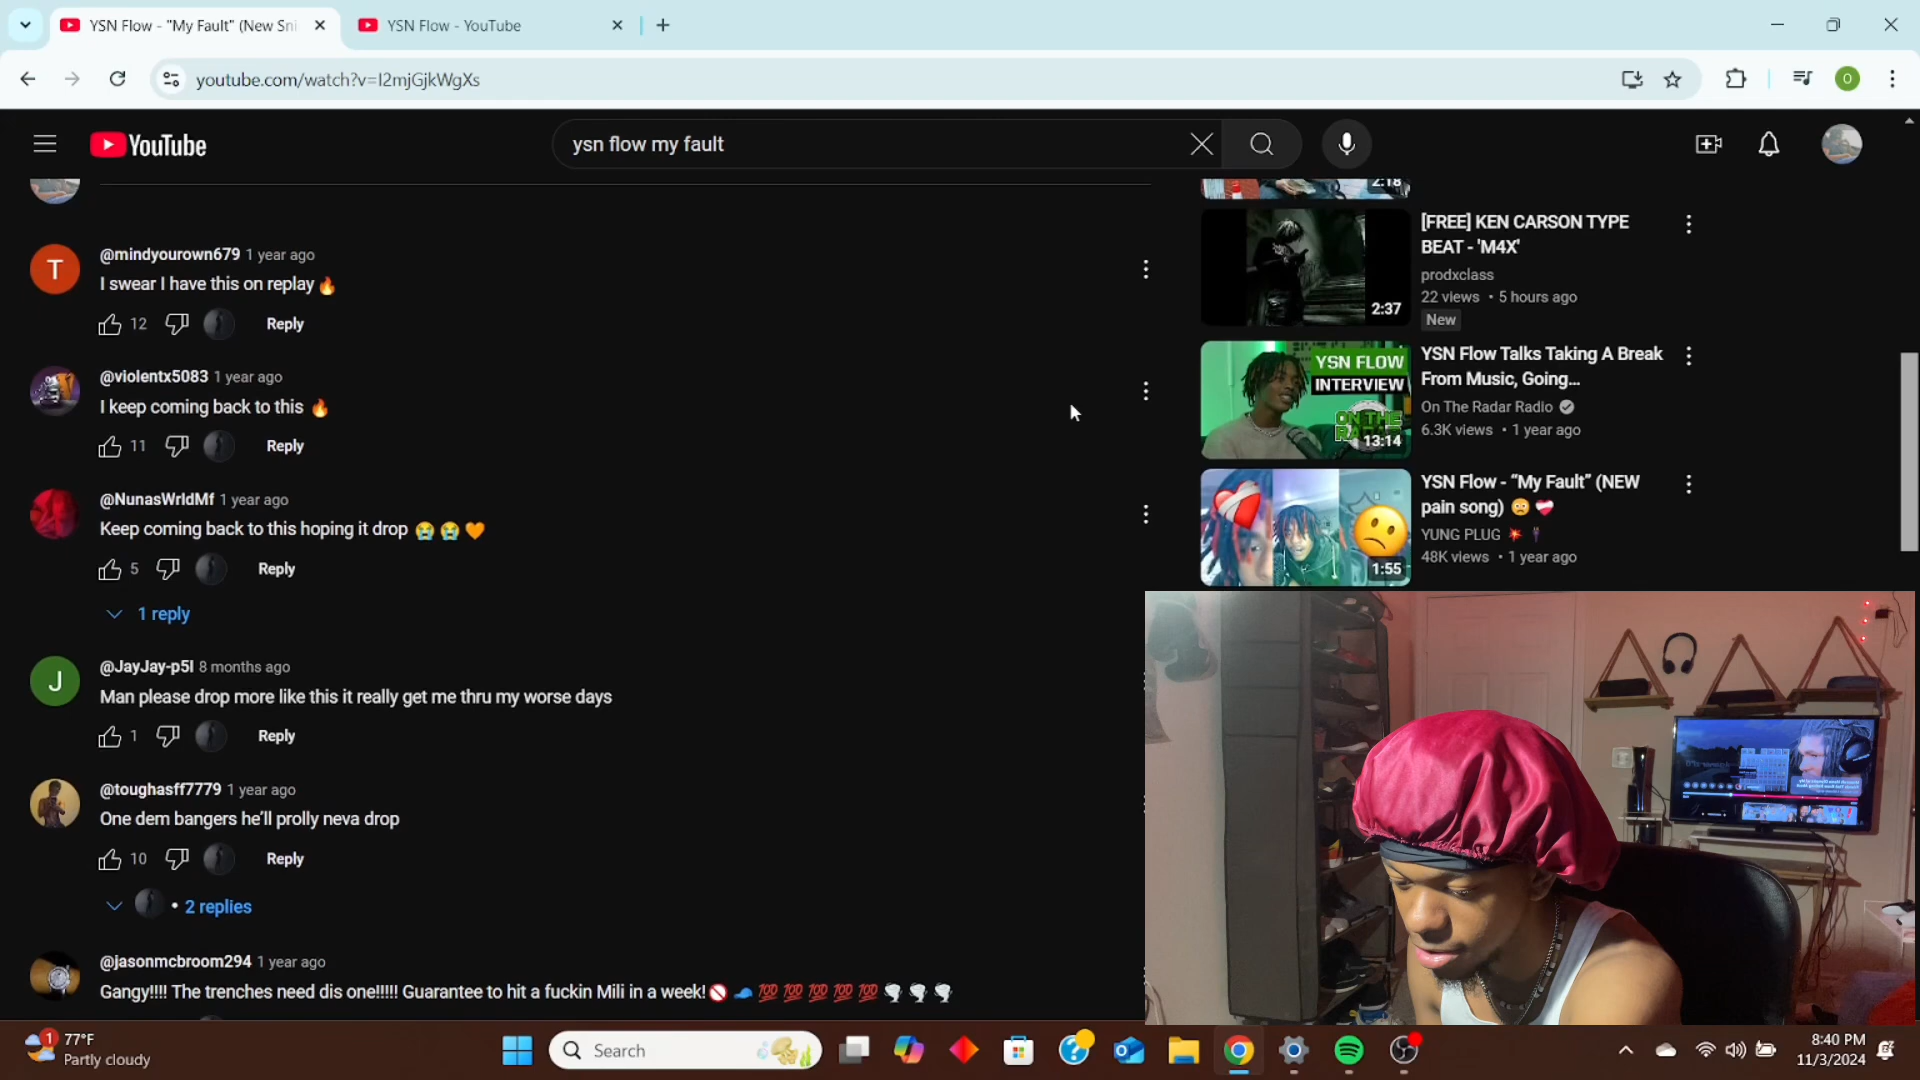 YSN Flow - "My Fault" (New Sni
YSN Flow - YouTube
youtube.com/watch?v=I2mjGjkWgXs
O
YouTube
ysn flow my fault
2:18
@mindyourown679 1 year ago
I swear I have this on replay🔥
12
Reply
@violentx5083 1 year ago
I keep coming back to this 🔥
11
Reply
@NunasWrldMf 1 year ago
Keep coming back to this hoping it drop 😭😭🧡
5
Reply
1 reply
@JayJay-p5l 8 months ago
Man please drop more like this it really get me thru my worse days
1
Reply
@toughasff7779 1 year ago
One dem bangers he'll prolly neva drop
10
Reply
• 2 replies
@jasonmcbroom294 1 year ago
Gangy!!!! The trenches need dis one!!!!! Guarantee to hit a fuckin Mili in a week!🚫🧢💯💯💯💯💯🌪️🌪️🌪️
T
J
[FREE] KEN CARSON TYPE
BEAT - 'M4X'
prodxclass
22 views • 5 hours ago
New
2:37
YSN Flow Talks Taking A Break
From Music, Going...
On The Radar Radio
6.3K views • 1 year ago
YSN FLOW
INTERVIEW
ON THE
13:14
YSN Flow - “My Fault” (NEW
pain song) 🙁 ❤️‍🩹
YUNG PLUG
48K views • 1 year ago
1:55
1
77°F
Partly cloudy
Search
8:40 PM
11/3/2024